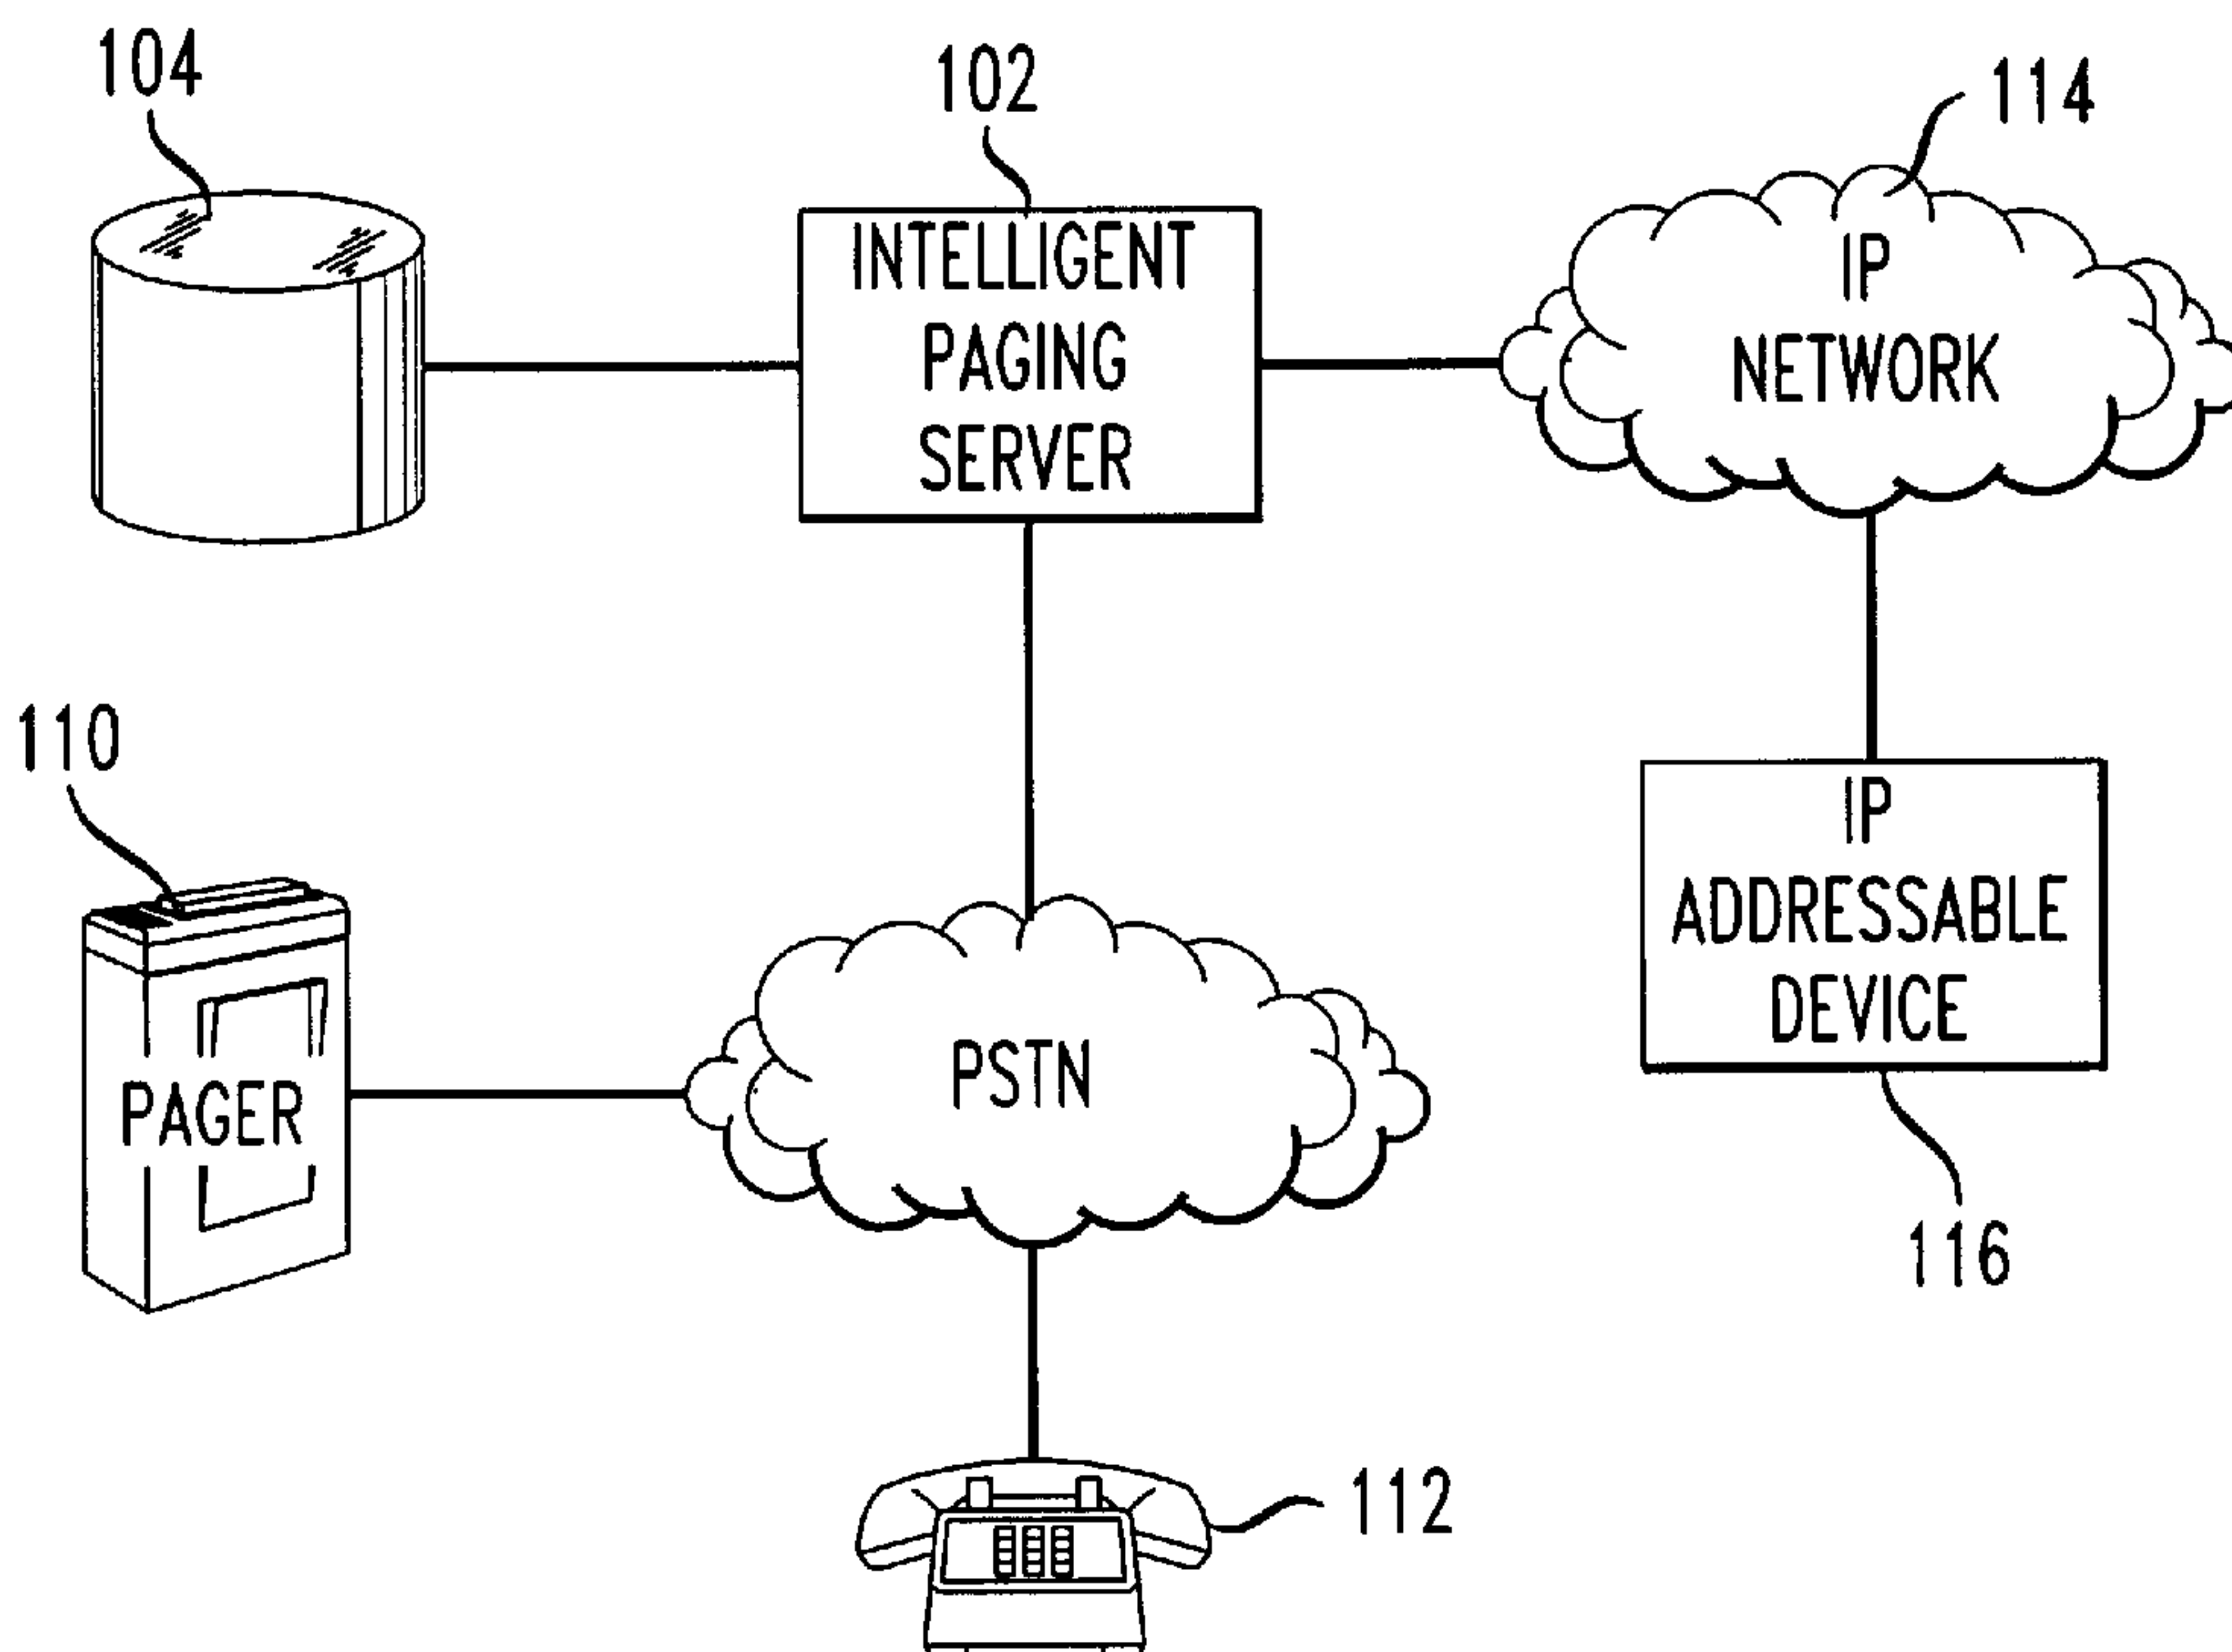 104
102
114
INTELLIGENT
PAGING
SERVER
IP
NETWORK
110
IP
ADDRESSABLE
DEVICE
PAGER
PSTN
116
112